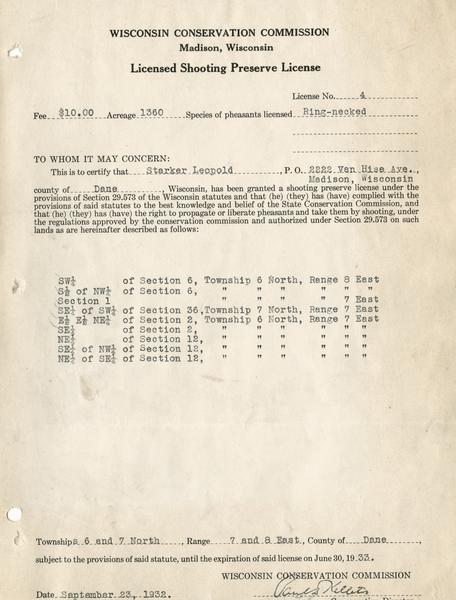 WISCONSIN CONSERVATION COMMISSION
Madison, Wisconsin
Licensed Shooting Preserve License
License No. 4
Fee $10.00 Acreage 1360 Species of pheasants licensed Ring-necked
TO WHOM IT MAY CONCERN:
This is to certify that Starker Leopold, P. O. 2222 Van Hise Ave.,
Madison, Wisconsin
county of Dane, Wisconsin, has been granted a shooting preserve license under the
provisions of Section 29.573 of the Wisconsin statutes and that (he) (they) has (have) complied with the
provisions of said statutes to the best knowledge and belief of the State Conservation Commission, and
that (he) (they) has (have) the right to propagate or liberate pheasants and take them by shooting, under
the regulations approved by the conservation commission and authorized under Section 29.573 on such
lands as are hereinafter described as follows:
SW¼ of Section 6, Township 6 North, Range 8 East
S½ of NW¼ of Section 6, " " " " "
Section 1 " " " 7 East
SE¼ of SW¼ of Section 36, Township 7 North, Range 7 East
E½ E½ NE¼ of Section 2, Township 6 North, Range 7 East
SE¼ of Section 2, " " " " "
NE¼ of Section 12, " " " " "
SE¼ of NW¼ of Section 12, " " " " "
NE¼ of SE¼ of Section 12, " " " " "
Townships 6 and 7 North, Range 7 and 8 East, County of Dane,
subject to the provisions of said statute, until the expiration of said license on June 30, 1933.
WISCONSIN CONSERVATION COMMISSION
Date September 23, 1932.